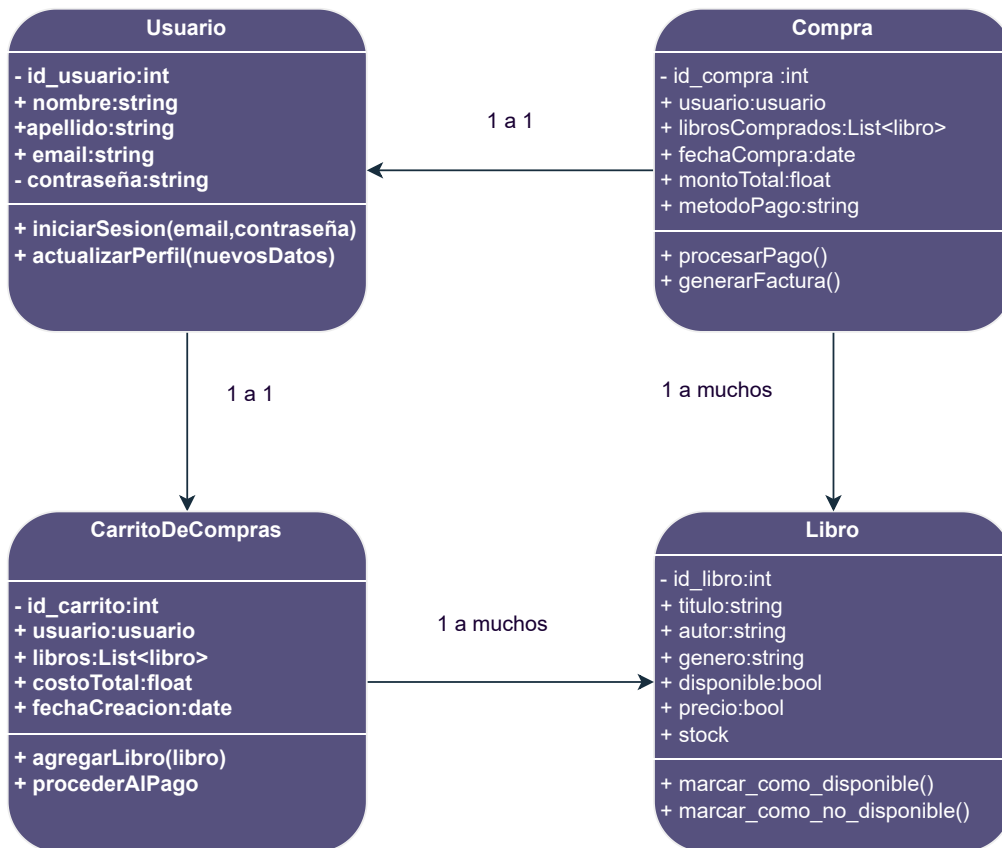 Usuario
- id_usuario:int
+ nombre:string
+apellido:string
+ email:string
- contraseña:string
+ iniciarSesion(email,contraseña)
+ actualizarPerfil(nuevosDatos)
1 a 1
Compra
- id_compra :int
+ usuario:usuario
+ librosComprados:List<libro>
+ fechaCompra:date
+ montoTotal:float
+ metodoPago:string
+ procesarPago()
+ generarFactura()
1 a 1
1 a muchos
CarritoDeCompras
- id_carrito:int
+ usuario:usuario
+ libros:List<libro>
+ costoTotal:float
+ fechaCreacion:date
+ agregarLibro(libro)
+ procederAlPago
1 a muchos
Libro
- id_libro:int
+ titulo:string
+ autor:string
+ genero:string
+ disponible:bool
+ precio:bool
+ stock
+ marcar_como_disponible()
+ marcar_como_no_disponible()